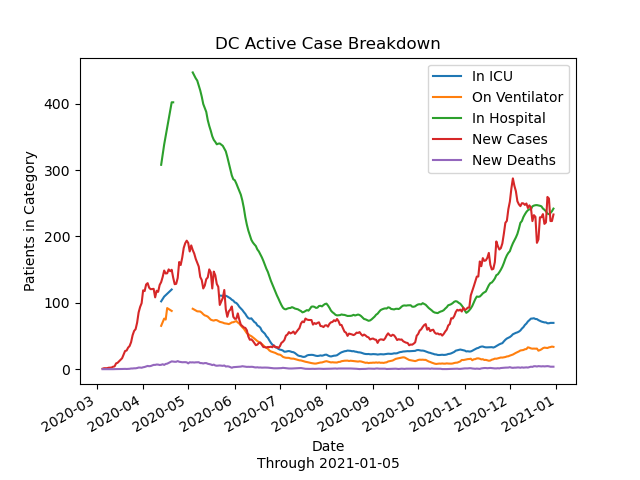 DC Active Case Breakdown
In ICU
On Ventilator
In Hospital
New Cases
New Deaths
Patients in Category
400
300
200
100
0
2020-03
2020-04
2020-05
2020-06
2020-07
2020-08
2020-09
2020-10
2020-11
2020-12
2021-01
Date
Through 2021-01-05